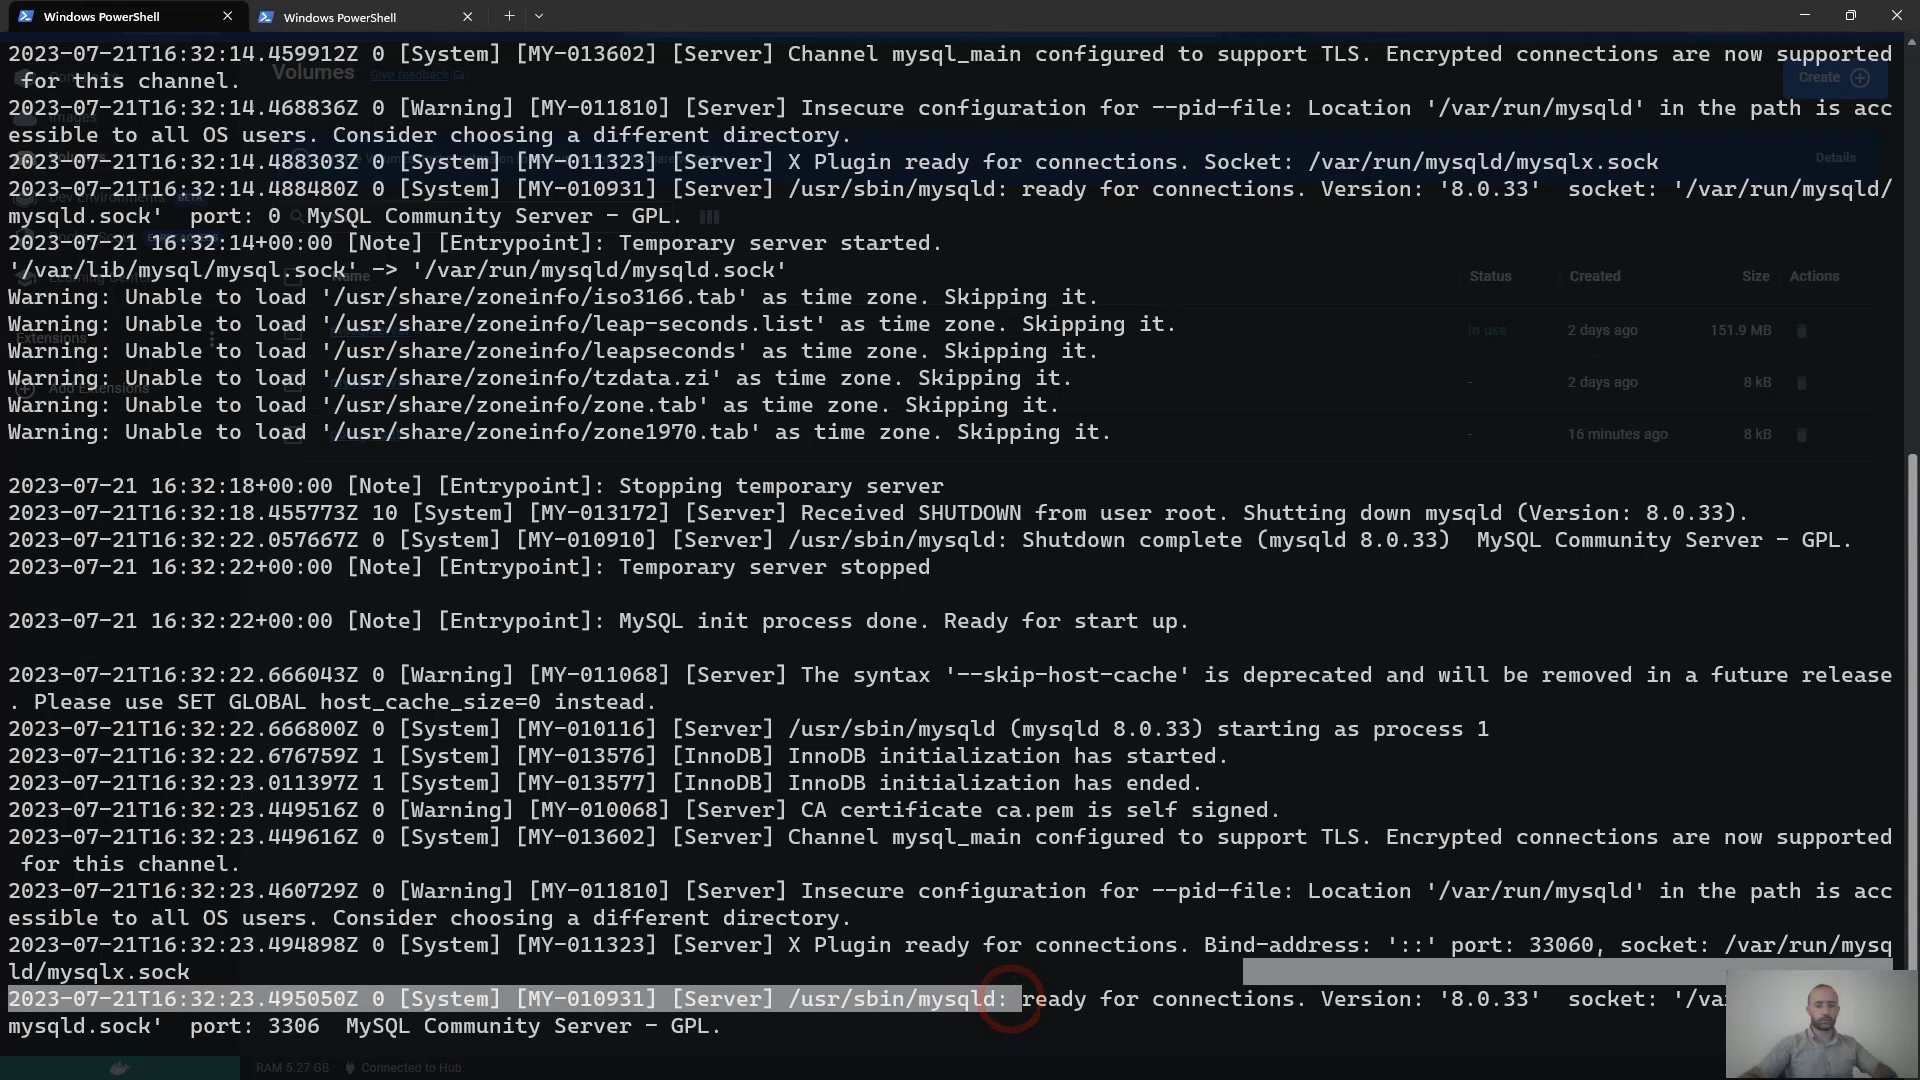 Windows PowerShell
Windows PowerShell
2023-07-21T16:32:14.459912Z 0 [System] [MY-013602] [Server] Channel mysql_main configured to support TLS. Encrypted connections are now supported
for this channel.
Volumes Give feedback
Create
2023-07-21T16:32:14.468836Z 0 [Warning] [MY-011810] [Server] Insecure configuration for --pid-file: Location '/var/run/mysqld' in the path is acc
Images
essible to all OS users. Consider choosing a different directory.
2023-07-21T16:32:14.488303Z 0 [System] [MY-011323] [Server] X Plugin ready for connections. Socket: /var/run/mysqld/mysqlx.sock
Details
2023-07-21T16:32:14.488480Z 0 [System] [MY-010931] [Server] /usr/sbin/mysqld: ready for connections. Version: '8.0.33'  socket: '/var/run/mysqld/
Dev Environments BETA
mysqld.sock'  port: 0  MySQL Community Server - GPL.
2023-07-21 16:32:14+00:00 [Note] [Entrypoint]: Temporary server started.
'/var/lib/mysql/mysql.sock' -> '/var/run/mysqld/mysqld.sock'
Learning Center
Name Status Created Size Actions
Warning: Unable to load '/usr/share/zoneinfo/iso3166.tab' as time zone. Skipping it.
Warning: Unable to load '/usr/share/zoneinfo/leap-seconds.list' as time zone. Skipping it.
Extensions
In use 2 days ago 151.9 MB
Warning: Unable to load '/usr/share/zoneinfo/leapseconds' as time zone. Skipping it.
Warning: Unable to load '/usr/share/zoneinfo/tzdata.zi' as time zone. Skipping it.
Add Extensions
- 2 days ago 8 kB
Warning: Unable to load '/usr/share/zoneinfo/zone.tab' as time zone. Skipping it.
Warning: Unable to load '/usr/share/zoneinfo/zone1970.tab' as time zone. Skipping it.
- 16 minutes ago 8 kB
2023-07-21 16:32:18+00:00 [Note] [Entrypoint]: Stopping temporary server
2023-07-21T16:32:18.455773Z 10 [System] [MY-013172] [Server] Received SHUTDOWN from user root. Shutting down mysqld (Version: 8.0.33).
2023-07-21T16:32:22.057667Z 0 [System] [MY-010910] [Server] /usr/sbin/mysqld: Shutdown complete (mysqld 8.0.33)  MySQL Community Server - GPL.
2023-07-21 16:32:22+00:00 [Note] [Entrypoint]: Temporary server stopped
2023-07-21 16:32:22+00:00 [Note] [Entrypoint]: MySQL init process done. Ready for start up.
2023-07-21T16:32:22.666043Z 0 [Warning] [MY-011068] [Server] The syntax '--skip-host-cache' is deprecated and will be removed in a future release
. Please use SET GLOBAL host_cache_size=0 instead.
2023-07-21T16:32:22.666800Z 0 [System] [MY-010116] [Server] /usr/sbin/mysqld (mysqld 8.0.33) starting as process 1
2023-07-21T16:32:22.676759Z 1 [System] [MY-013576] [InnoDB] InnoDB initialization has started.
2023-07-21T16:32:23.011397Z 1 [System] [MY-013577] [InnoDB] InnoDB initialization has ended.
2023-07-21T16:32:23.449516Z 0 [Warning] [MY-010068] [Server] CA certificate ca.pem is self signed.
2023-07-21T16:32:23.449616Z 0 [System] [MY-013602] [Server] Channel mysql_main configured to support TLS. Encrypted connections are now supported
for this channel.
2023-07-21T16:32:23.460729Z 0 [Warning] [MY-011810] [Server] Insecure configuration for --pid-file: Location '/var/run/mysqld' in the path is acc
essible to all OS users. Consider choosing a different directory.
2023-07-21T16:32:23.494898Z 0 [System] [MY-011323] [Server] X Plugin ready for connections. Bind-address: '::' port: 33060, socket: /var/run/mysq
ld/mysqlx.sock
2023-07-21T16:32:23.495050Z 0 [System] [MY-010931] [Server] /usr/sbin/mysqld: ready for connections. Version: '8.0.33'  socket: '/va
mysqld.sock'  port: 3306  MySQL Community Server - GPL.
RAM 5.27 GB Connected to Hub